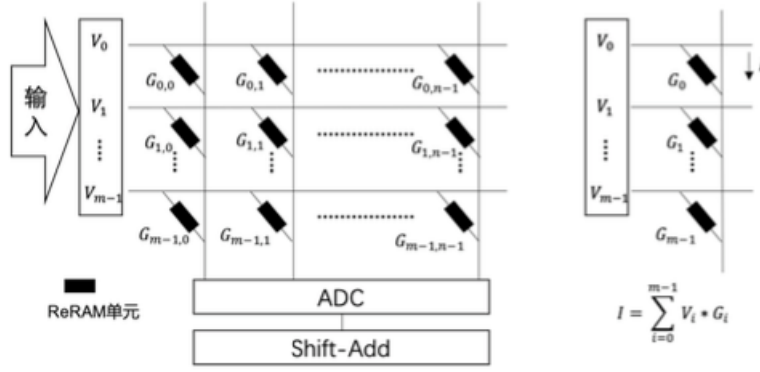 V₀ V₀
G₀,₀ G₀,₁ ................. G₀,ₙ₋₁ G₀
输入
V₁ V₁
G₁,₀ G₁,₁ ................. G₁,ₙ₋₁ G₁
Vₘ₋₁ Vₘ₋₁
Gₘ₋₁,₀ Gₘ₋₁,₁ ................. Gₘ₋₁,ₙ₋₁ Gₘ₋₁
ReRAM单元
ADC
Shift-Add
I = ∑ᵢ₌₀ᵐ⁻¹ Vᵢ * Gᵢ